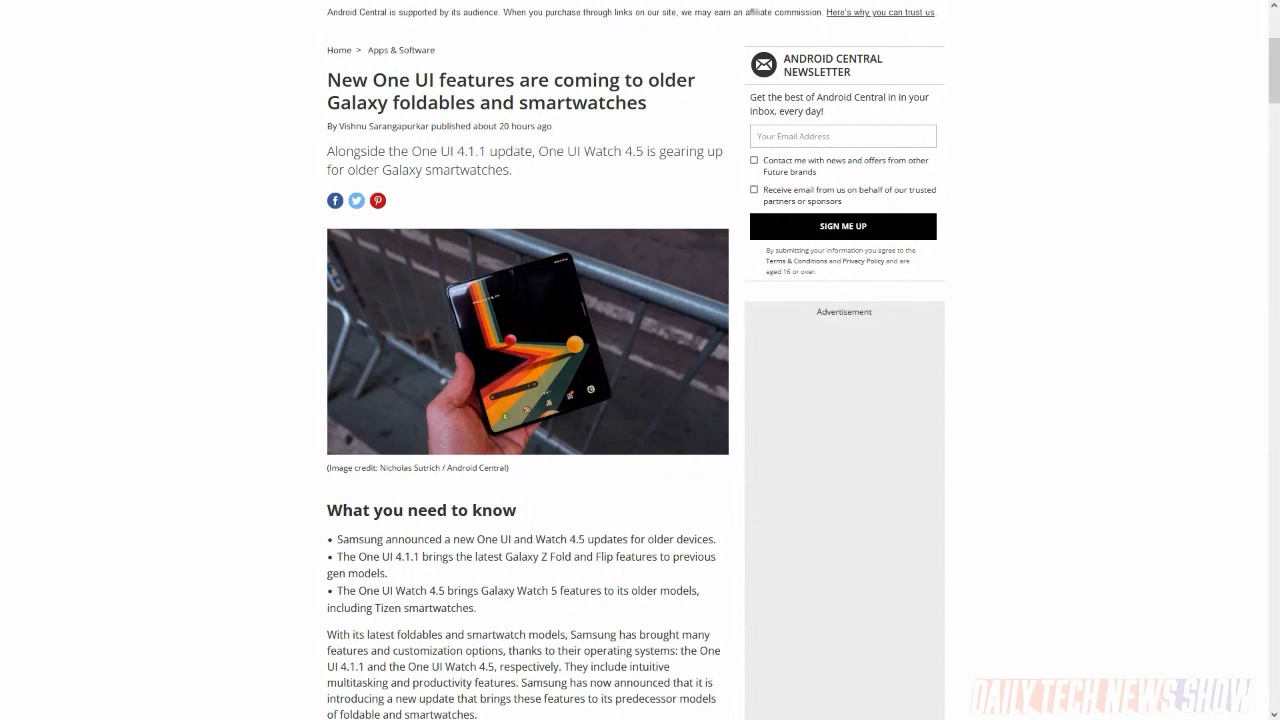 Android Central is supported by its audience. When you purchase through links on our site, we may earn an affiliate commission. Here's why you can trust us.
Home > Apps & Software
New One UI features are coming to older
Galaxy foldables and smartwatches
By Vishnu Sarangapurkar published about 20 hours ago
Alongside the One UI 4.1.1 update, One UI Watch 4.5 is gearing up
for older Galaxy smartwatches.
(Image credit: Nicholas Sutrich / Android Central)
What you need to know
• Samsung announced a new One UI and Watch 4.5 updates for older devices.
• The One UI 4.1.1 brings the latest Galaxy Z Fold and Flip features to previous
gen models.
• The One UI Watch 4.5 brings Galaxy Watch 5 features to its older models,
including Tizen smartwatches.
With its latest foldables and smartwatch models, Samsung has brought many
features and customization options, thanks to their operating systems: the One
UI 4.1.1 and the One UI Watch 4.5, respectively. They include intuitive
multitasking and productivity features. Samsung has now announced that it is
introducing a new update that brings these features to its predecessor models
of foldable and smartwatches.
ANDROID CENTRAL
NEWSLETTER
Get the best of Android Central in in your
inbox, every day!
Your Email Address
Contact me with news and offers from other
Future brands
Receive email from us on behalf of our trusted
partners or sponsors
SIGN ME UP
By submitting your information you agree to the
Terms & Conditions and Privacy Policy and are
aged 16 or over.
Advertisement
DAILY TECH NEWS SHOW